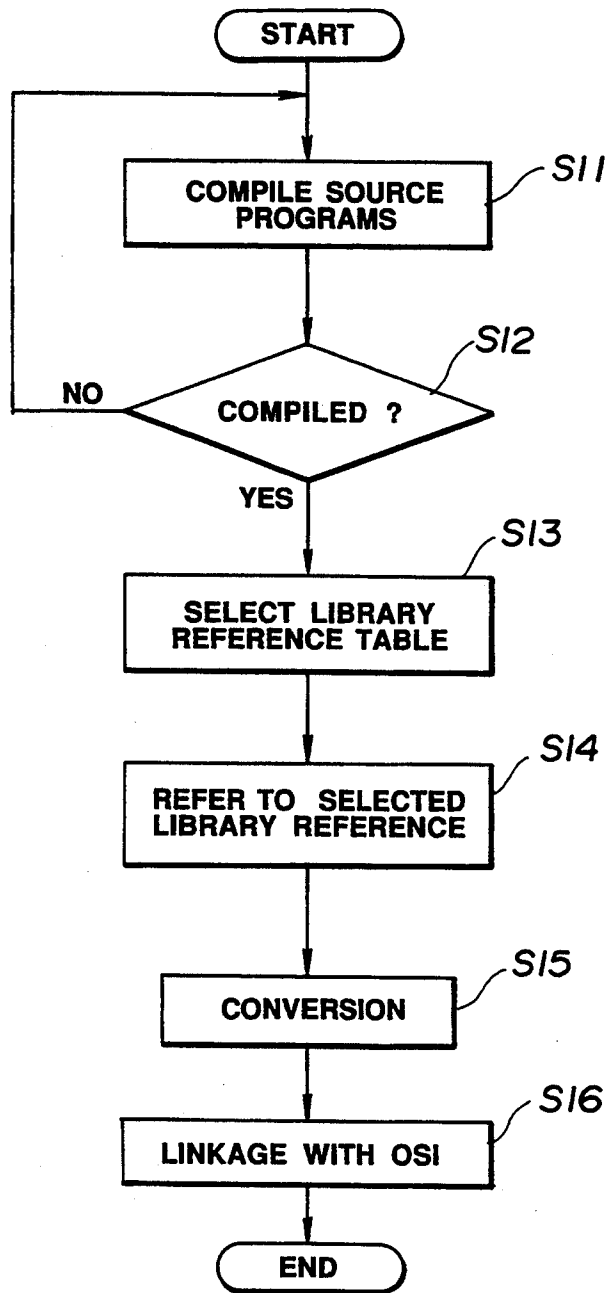 START
COMPILE SOURCE
PROGRAMS
S11
COMPILED ?
S12
NO
YES
SELECT LIBRARY
REFERENCE TABLE
S13
REFER TO SELECTED
LIBRARY REFERENCE
S14
CONVERSION
S15
LINKAGE WITH OSI
S16
END